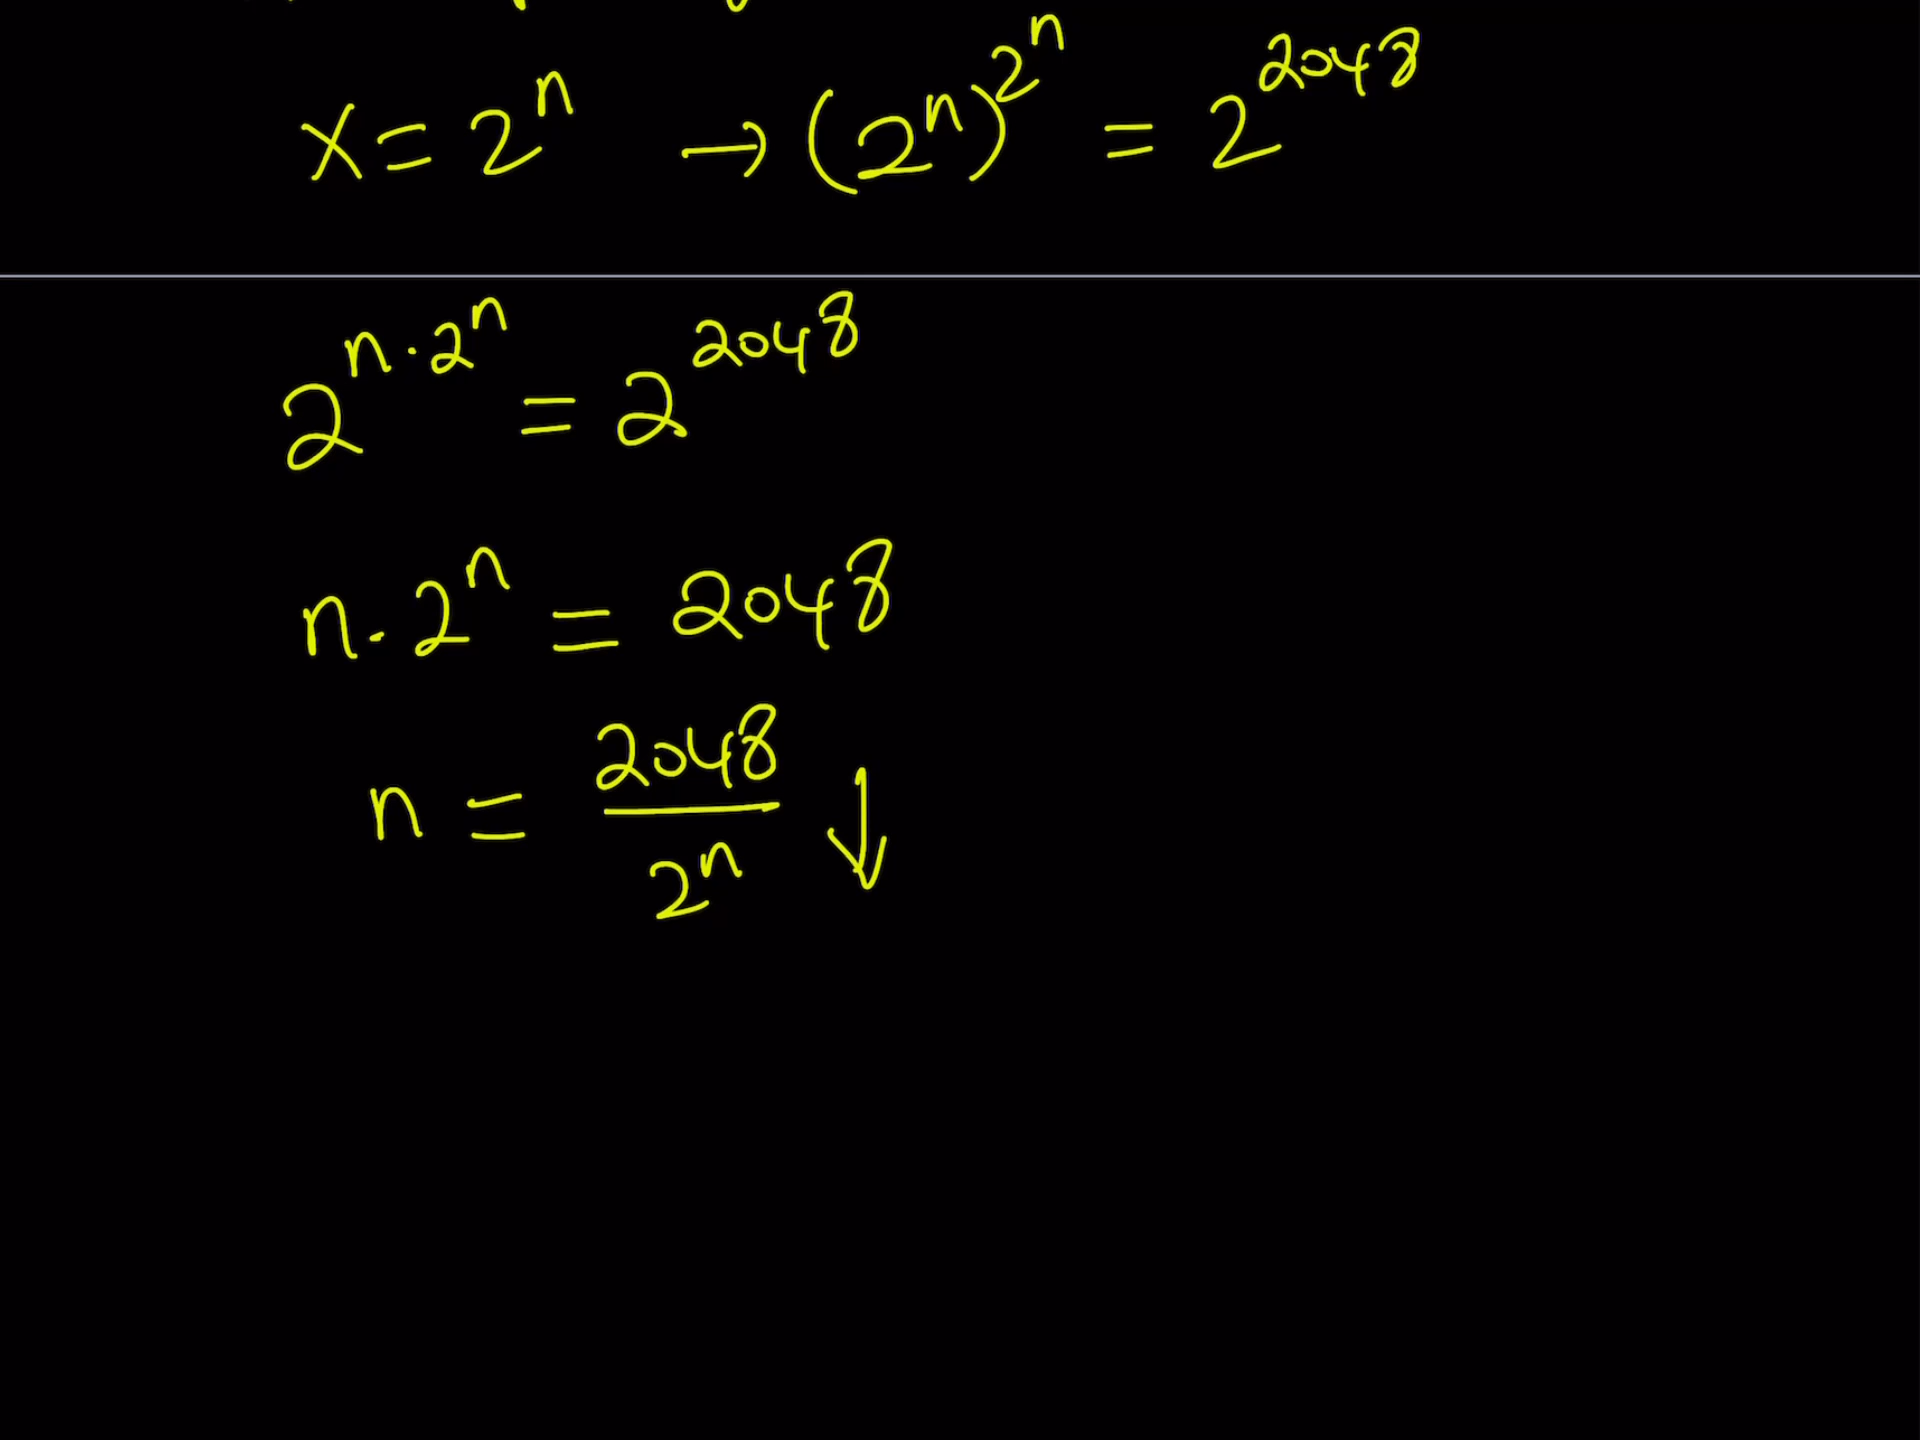 x = 2^n → (2^n)^2^n = 2^2048
2^n·2^n = 2^2048
n · 2^n = 2048
n = 2048/2^n ↓